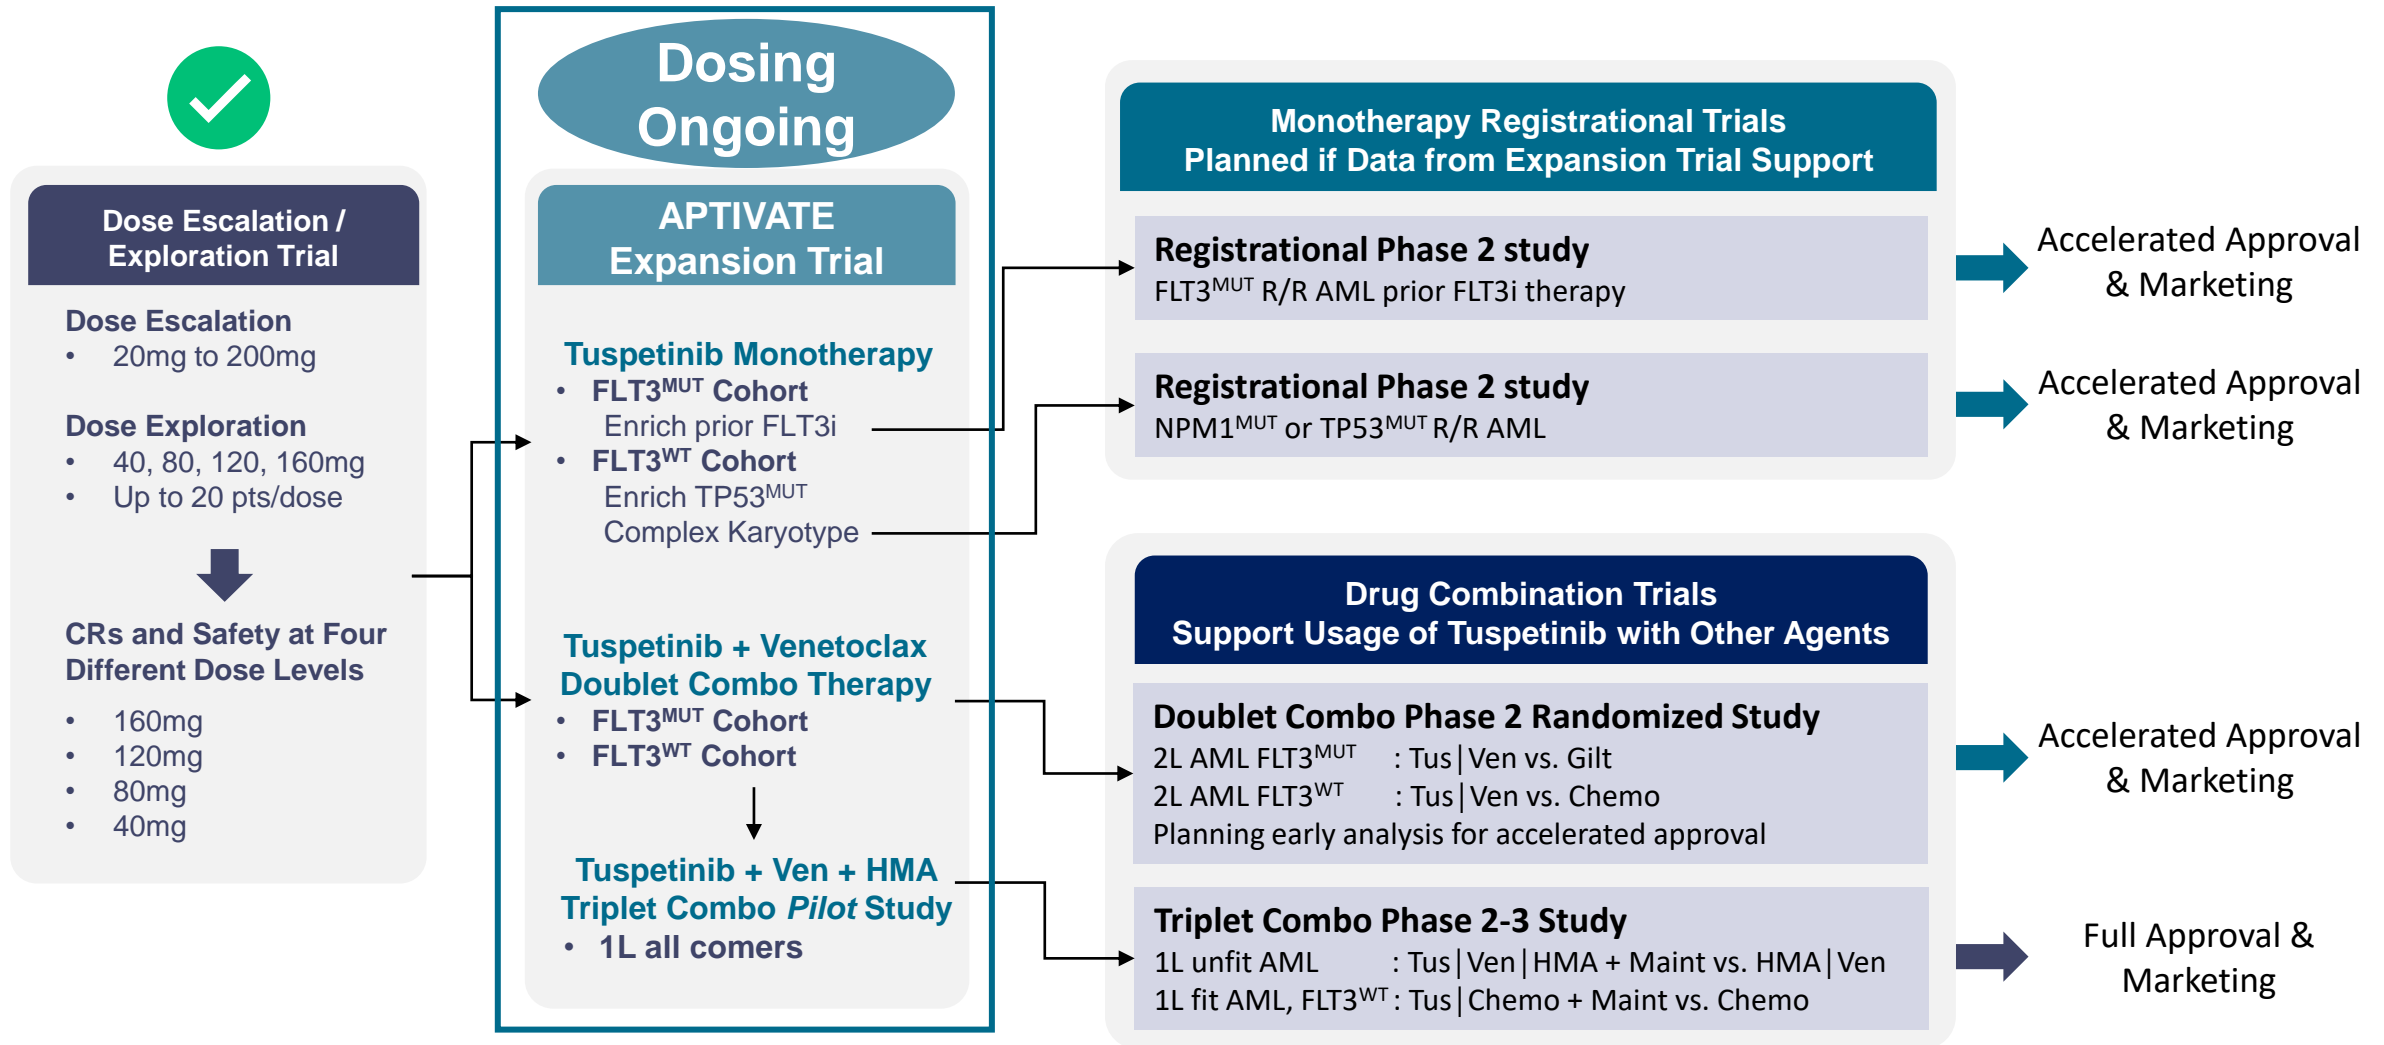 Dose Escalation /
Exploration Trial
Dose Escalation
• 20mg to 200mg
Dose Exploration
• 40, 80, 120, 160mg
• Up to 20 pts/dose
CRs and Safety at Four
Different Dose Levels
• 160mg
• 120mg
• 80mg
• 40mg
Dosing
Ongoing
APTIVATE
Expansion Trial
Tuspetinib Monotherapy
• FLT3MUT Cohort
Enrich prior FLT3i
• FLT3WT Cohort
Enrich TP53MUT
Complex Karyotype
Tuspetinib + Venetoclax
Doublet Combo Therapy
• FLT3MUT Cohort
• FLT3WT Cohort
Tuspetinib + Ven + HMA
Triplet Combo Pilot Study
• 1L all comers
Monotherapy Registrational Trials
Planned if Data from Expansion Trial Support
Registrational Phase 2 study
FLT3MUT R/R AML prior FLT3i therapy
Accelerated Approval
& Marketing
Registrational Phase 2 study
NPM1MUT or TP53MUT R/R AML
Accelerated Approval
& Marketing
Drug Combination Trials
Support Usage of Tuspetinib with Other Agents
Doublet Combo Phase 2 Randomized Study
2L AML FLT3MUT : Tus|Ven vs. Gilt
2L AML FLT3WT : Tus|Ven vs. Chemo
Planning early analysis for accelerated approval
Accelerated Approval
& Marketing
Triplet Combo Phase 2-3 Study
1L unfit AML : Tus|Ven|HMA + Maint vs. HMA|Ven
1L fit AML, FLT3WT : Tus|Chemo + Maint vs. Chemo
Full Approval &
Marketing